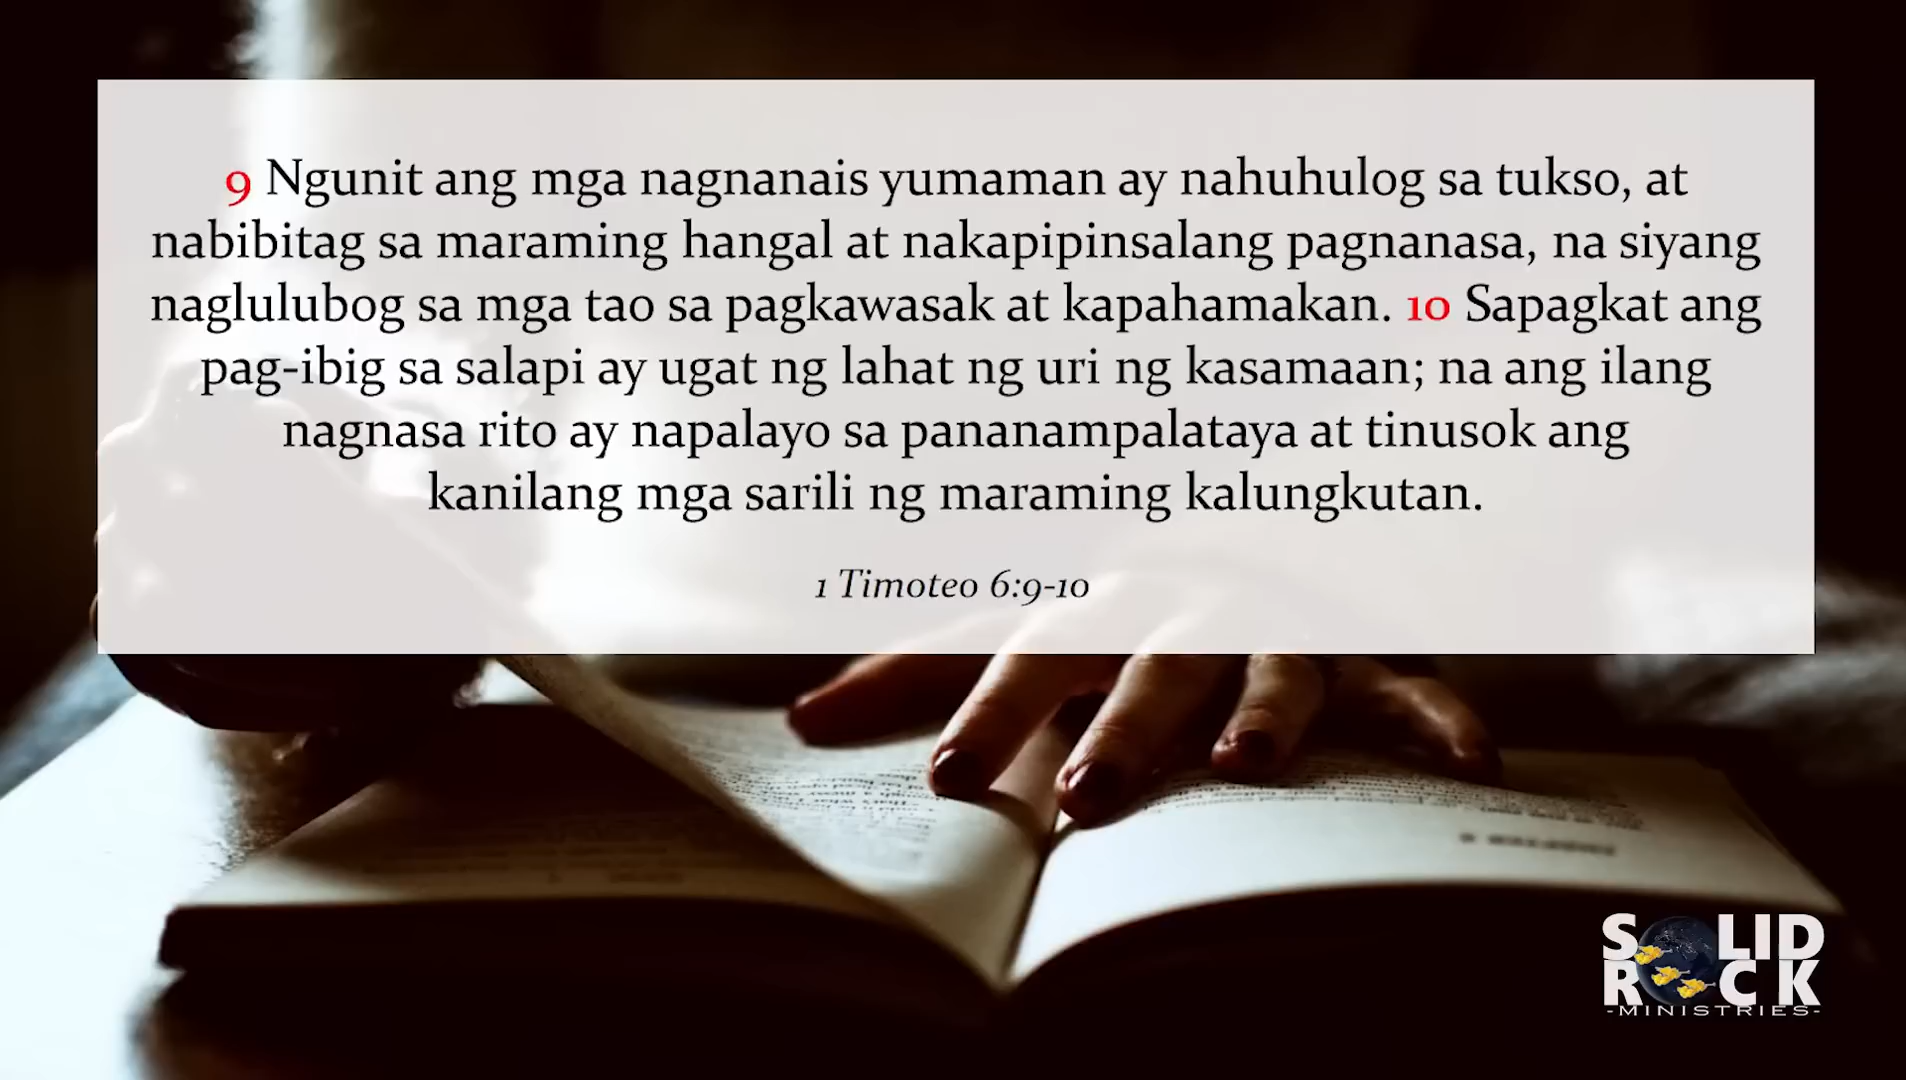 9 Ngunit ang mga nagnanais yumaman ay nahuhulog sa tukso, at
nabibitag sa maraming hangal at nakapipinsalang pagnanasa, na siyang
naglulubog sa mga tao sa pagkawasak at kapahamakan. 10 Sapagkat ang
pag-ibig sa salapi ay ugat ng lahat ng uri ng kasamaan; na ang ilang
nagnasa rito ay napalayo sa pananampalataya at tinusok ang
kanilang mga sarili ng maraming kalungkutan.
1 Timoteo 6:9-10
SOLID
ROCK
-MINISTRIES-